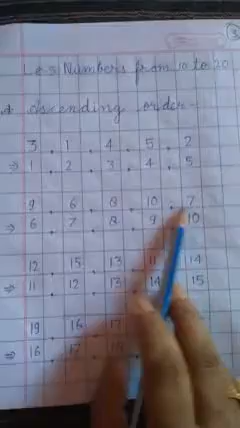 Le-3 Numbers from 10 to 20
Ascending order-
3, 1, 4, 5, 2
⇒ 1, 2, 3, 4, 5
9, 6, 8, 10, 7
⇒ 6, 7, 8, 9, 10
12, 15, 13, 11, 14
⇒ 11, 12, 13, 14, 15
19, 16, 17
⇒ 16, 17